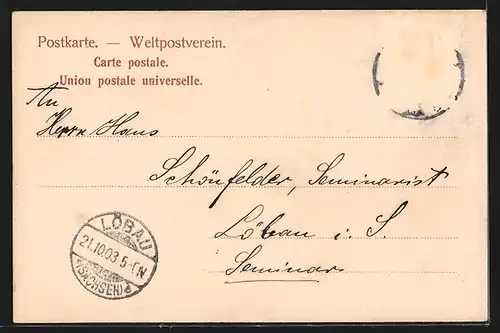 Postkarte. — Weltpostverein.
Carte postale.
Union postale universelle.
An
Herrn Hans
Schönfelder, Seminarist
Löbau i. S.
Seminar
LÖBAU
21.10.03.5-6N
(SACHSEN) d